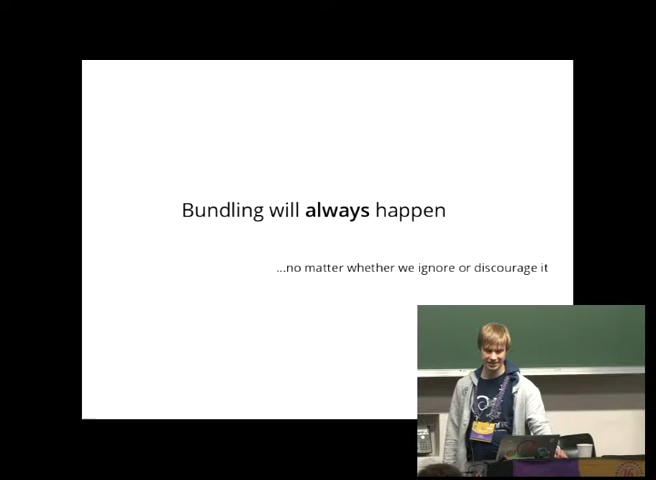 Bundling will always happen
...no matter whether we ignore or discourage it